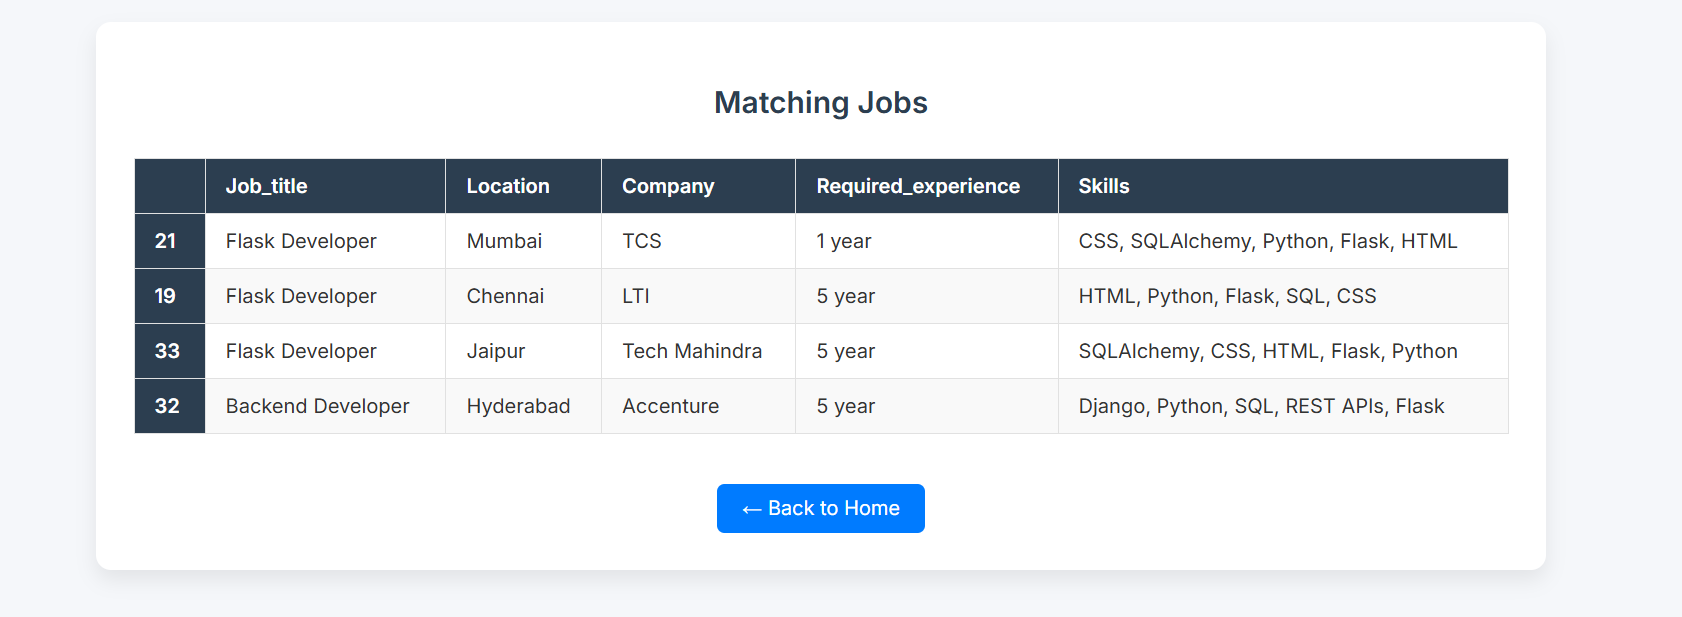 Matching Jobs
Job_title Location Company Required_experience Skills
21 Flask Developer Mumbai TCS 1 year CSS, SQLAlchemy, Python, Flask, HTML
19 Flask Developer Chennai LTI 5 year HTML, Python, Flask, SQL, CSS
33 Flask Developer Jaipur Tech Mahindra 5 year SQLAlchemy, CSS, HTML, Flask, Python
32 Backend Developer Hyderabad Accenture 5 year Django, Python, SQL, REST APIs, Flask
← Back to Home